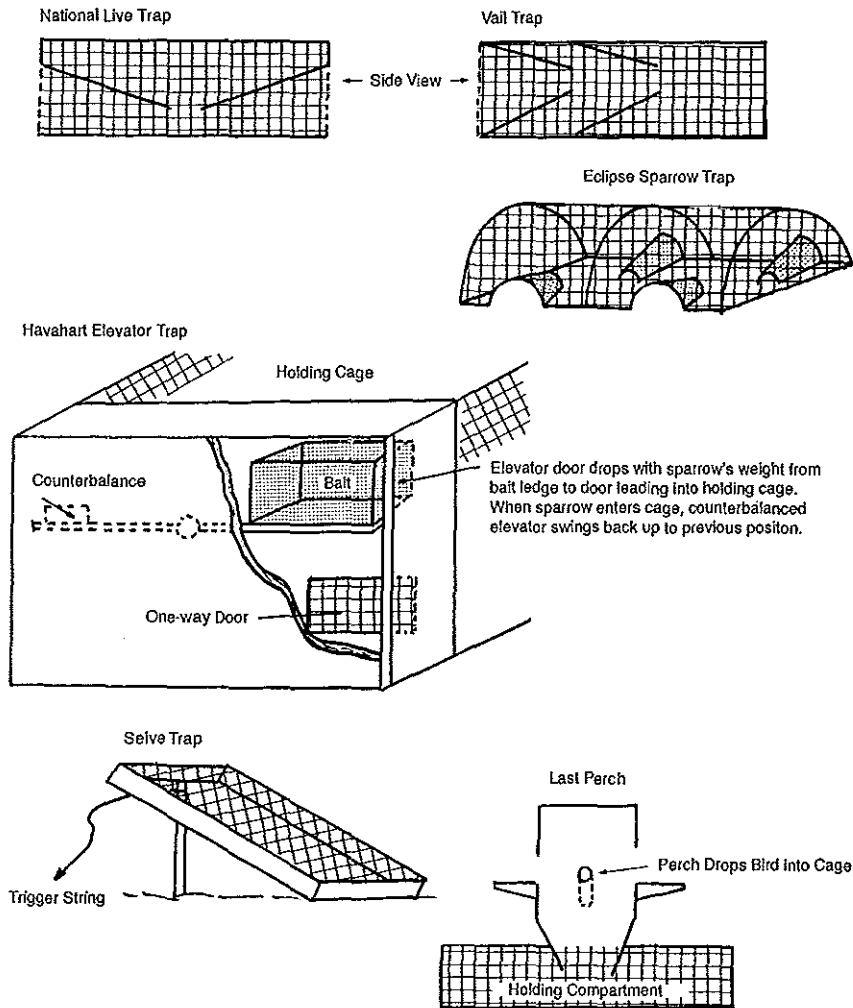 National Live Trap
Vail Trap
Side View
Eclipse Sparrow Trap
Havahart Elevator Trap
Holding Cage
Counterbalance
Bait
Elevator door drops with sparrow's weight from
bait ledge to door leading into holding cage.
When sparrow enters cage, counterbalanced
elevator swings back up to previous positon.
One-way Door
Seive Trap
Trigger String
Last Perch
Perch Drops Bird into Cage
Holding Compartment